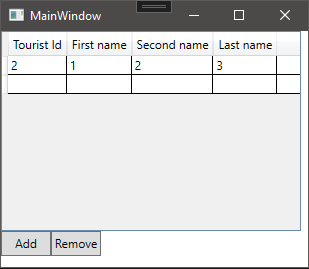 MainWindow
Tourist Id First name Second name Last name
2 1 2 3
Add Remove